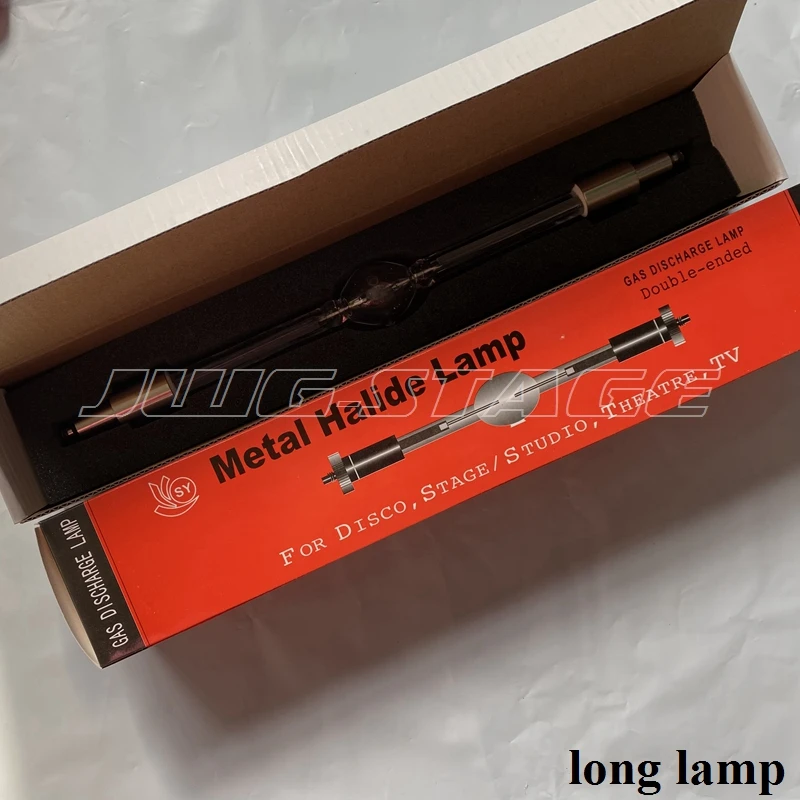 GAS DISCHARGE LAMP
Double-ended
JWG-STAGE
Metal Halide Lamp
SY
FOR DISCO, STAGE/STUDIO, THEATRE, TV
GAS DISCHARGE LAMP
long lamp